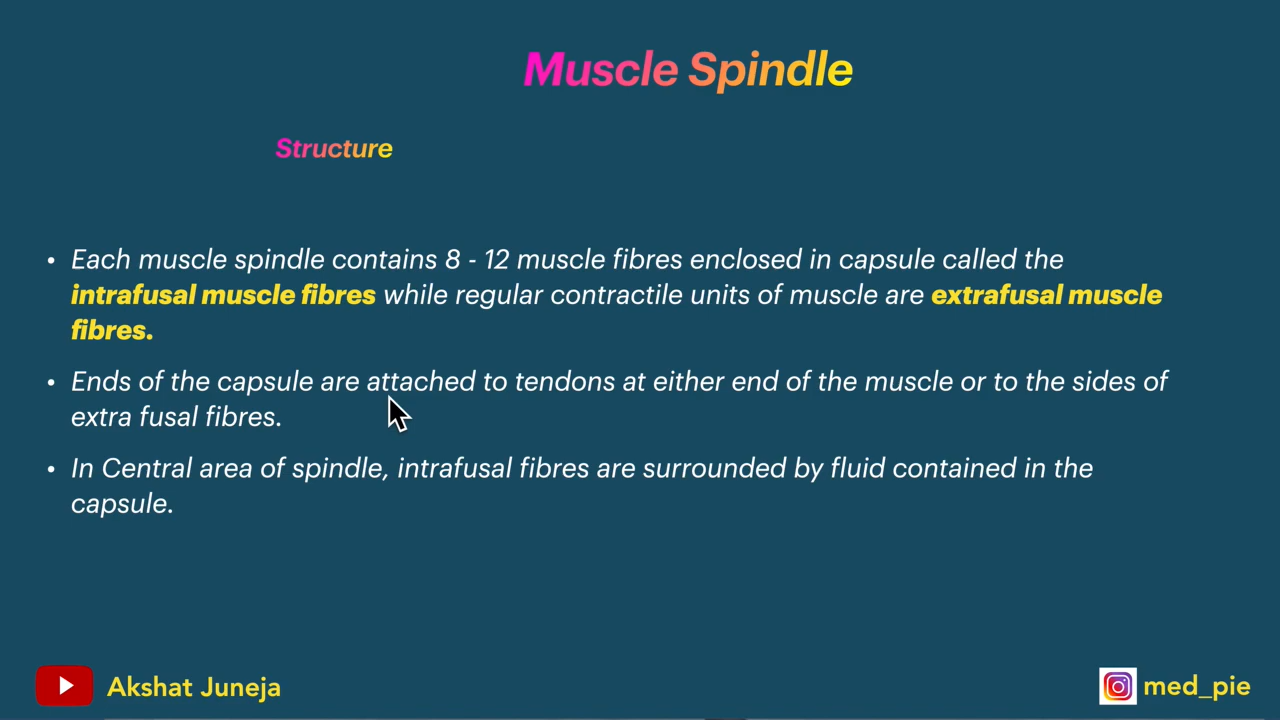 Muscle Spindle
Structure
• Each muscle spindle contains 8 - 12 muscle fibres enclosed in capsule called the
intrafusal muscle fibres while regular contractile units of muscle are extrafusal muscle
fibres.
• Ends of the capsule are attached to tendons at either end of the muscle or to the sides of
extra fusal fibres.
• In Central area of spindle, intrafusal fibres are surrounded by fluid contained in the
capsule.
Akshat Juneja
med_pie